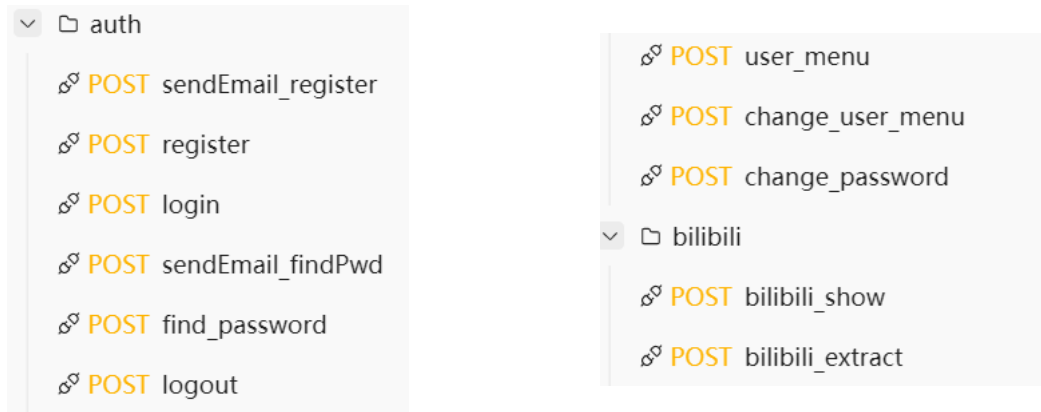 auth
POST sendEmail_register
POST register
POST login
POST sendEmail_findPwd
POST find_password
POST logout
POST user_menu
POST change_user_menu
POST change_password
bilibili
POST bilibili_show
POST bilibili_extract